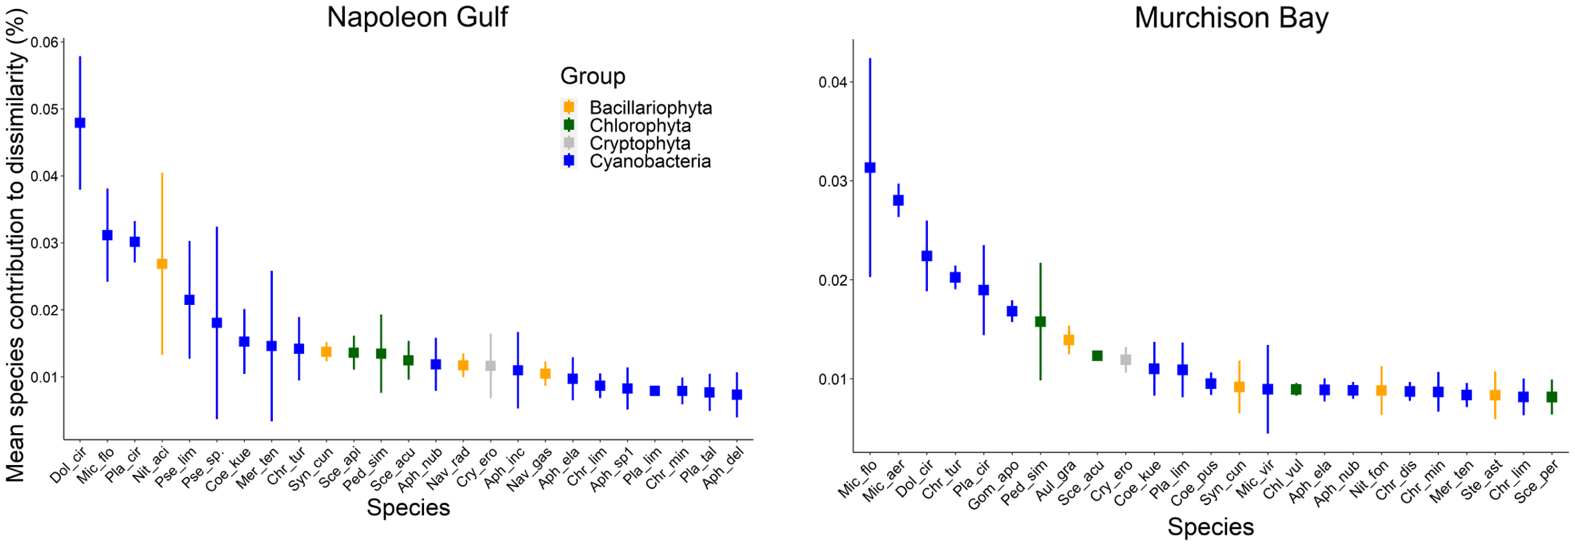 Napoleon Gulf
Mean species contribution to dissimilarity (%)
0.06
0.05
0.04
0.03
0.02
0.01
Group
Bacillariophyta
Chlorophyta
Cryptophyta
Cyanobacteria
Dol_cir
Mic_flo
Pla_cir
Nit_aci
Pse_lim
Pse_sp.
Coe_kue
Mer_ten
Chr_tur
Syn_cun
Sce_api
Ped_sim
Sce_acu
Aph_nub
Nav_rad
Cry_ero
Aph_inc
Nav_gas
Aph_ela
Chr_lim
Aph_sp1
Pla_lim
Chr_min
Pla_tal
Aph_del
Species
Murchison Bay
0.04
0.03
0.02
0.01
Mic_flo
Mic_aer
Dol_cir
Chr_tur
Pla_cir
Gom_apo
Ped_sim
Aul_gra
Sce_acu
Cry_ero
Coe_kue
Pla_lim
Coe_pus
Syn_cun
Mic_vir
Chl_vul
Aph_ela
Aph_nub
Nit_fon
Chr_dis
Chr_min
Mer_ten
Ste_ast
Chr_lim
Sce_per
Species